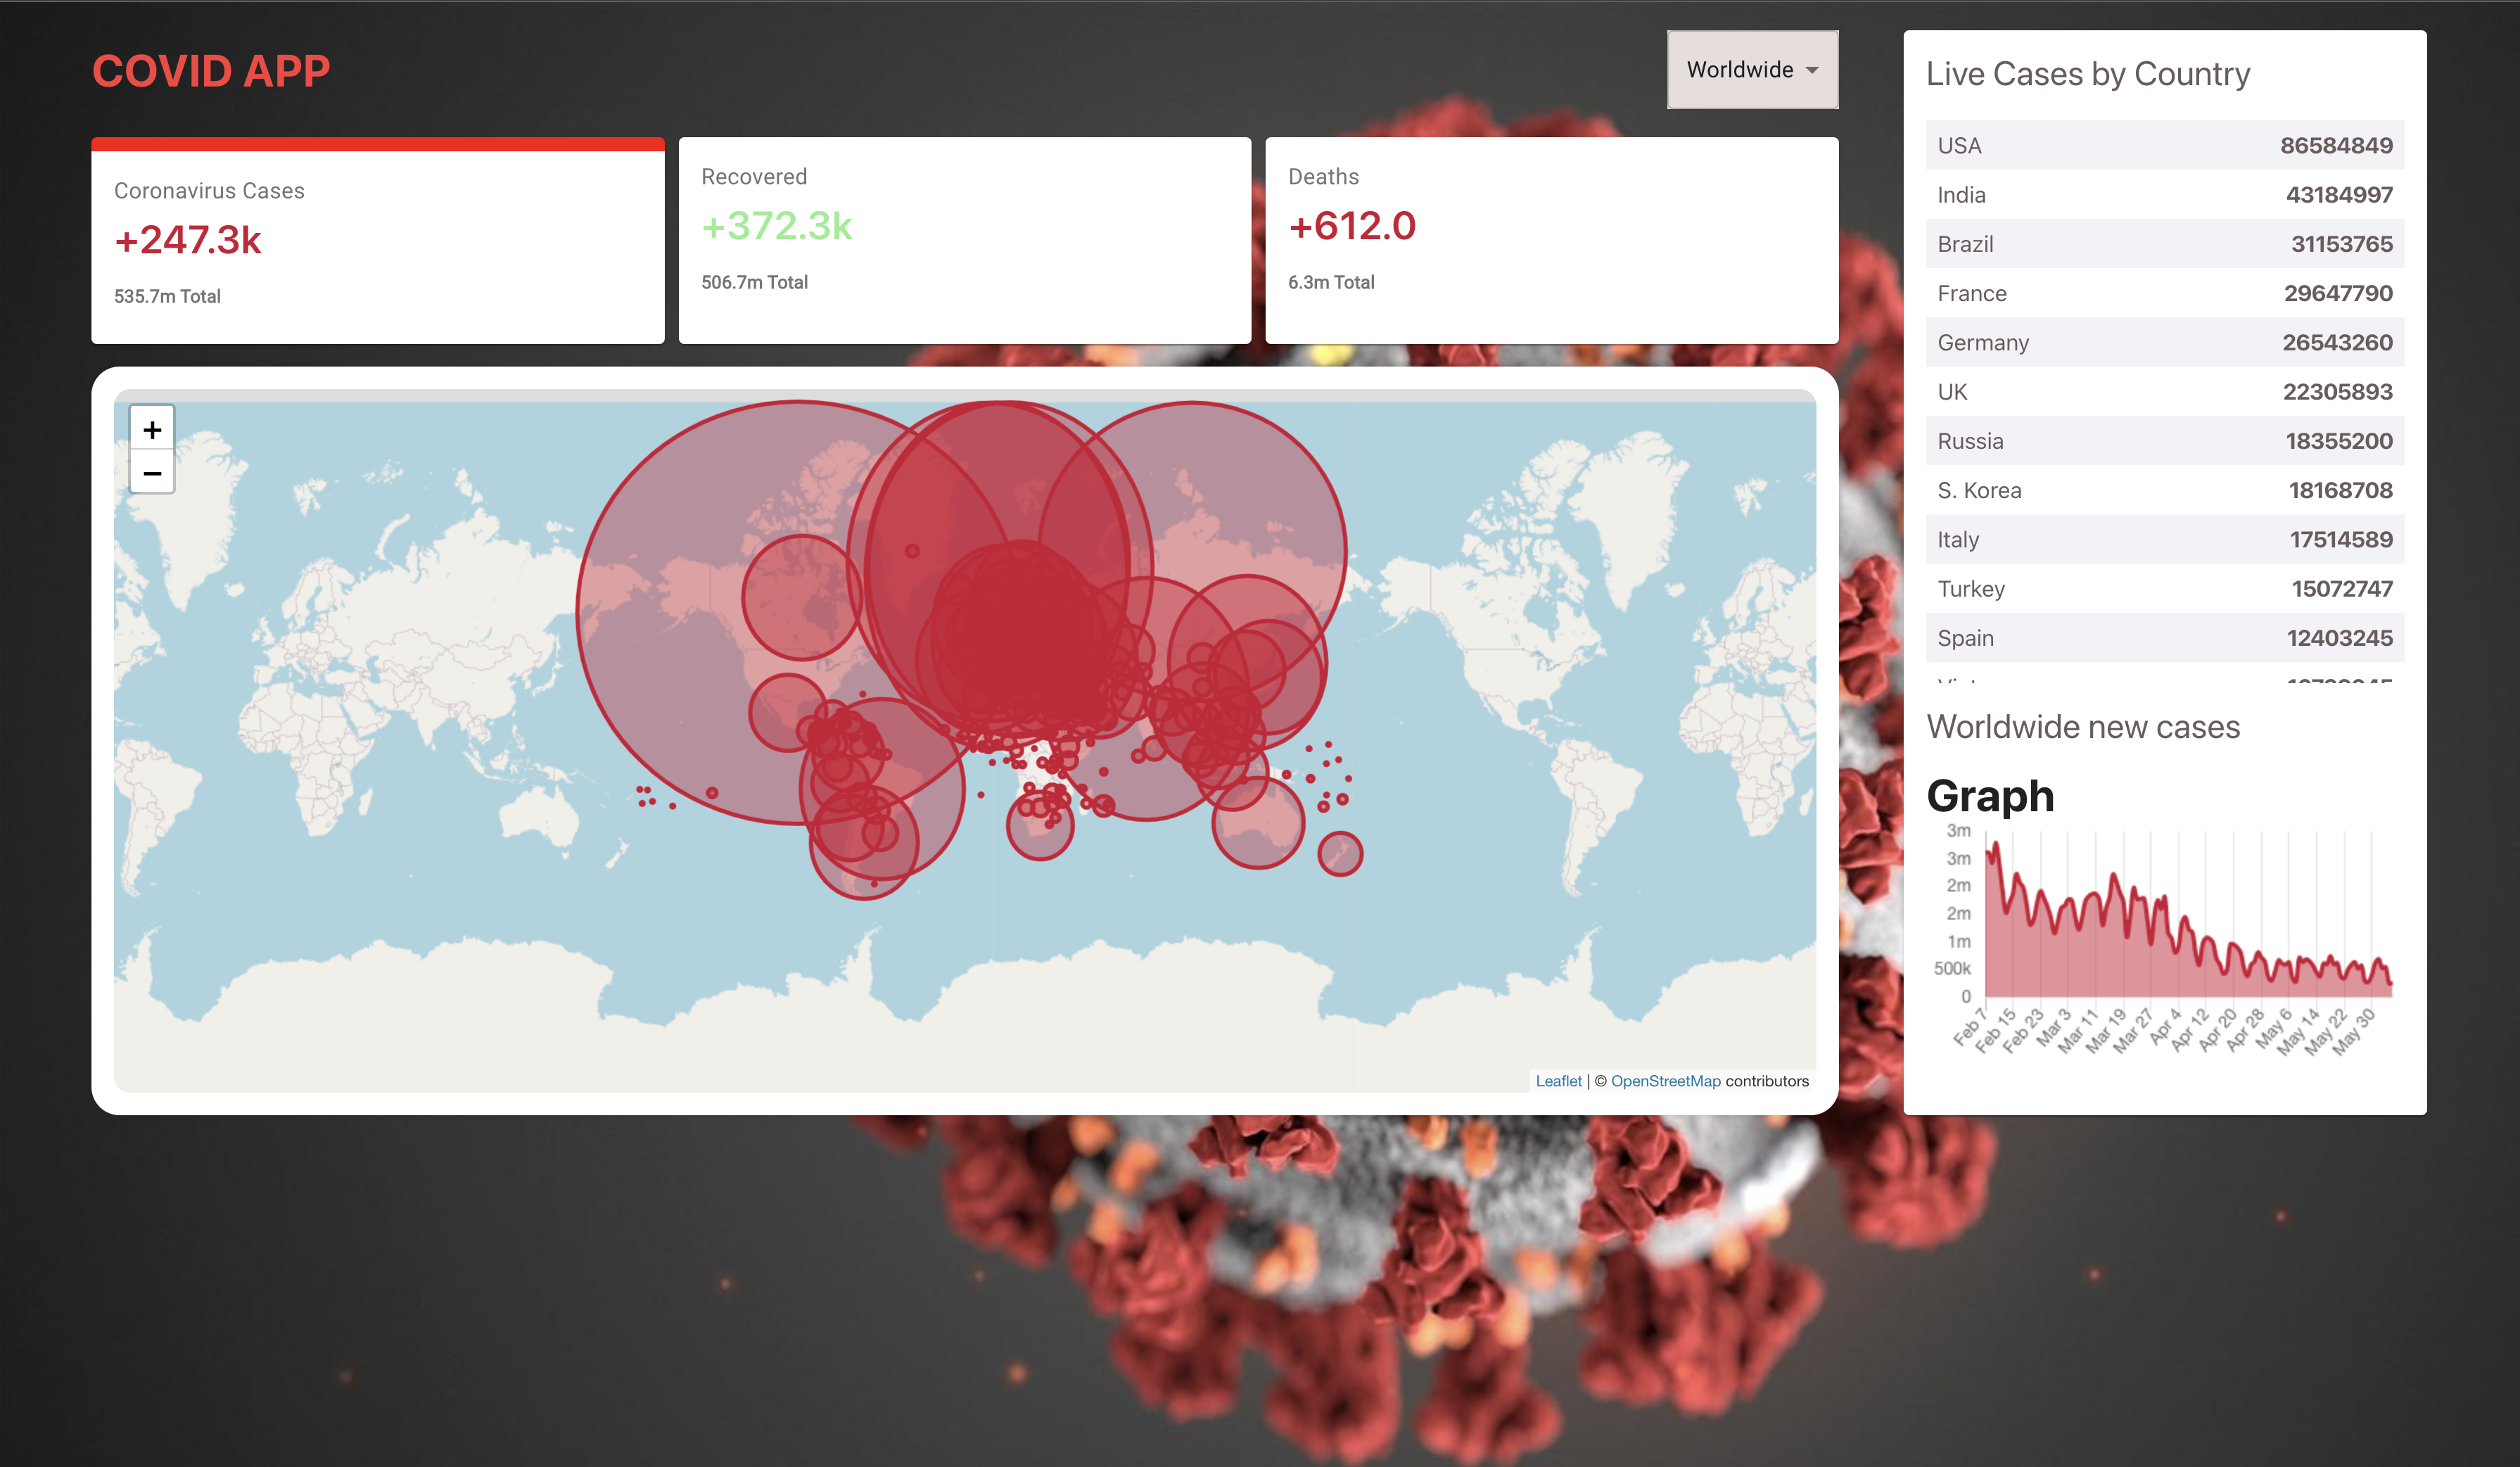 COVID APP
Worldwide
Coronavirus Cases
+247.3k
535.7m Total
Recovered
+372.3k
506.7m Total
Deaths
+612.0
6.3m Total
+
−
Leaflet | © OpenStreetMap contributors
Live Cases by Country
USA 86584849
India 43184997
Brazil 31153765
France 29647790
Germany 26543260
UK 22305893
Russia 18355200
S. Korea 18168708
Italy 17514589
Turkey 15072747
Spain 12403245
Worldwide new cases
Graph
3m
3m
2m
2m
1m
500k
0
Feb 7
Feb 15
Feb 23
Mar 3
Mar 11
Mar 19
Mar 27
Apr 4
Apr 12
Apr 20
Apr 28
May 6
May 14
May 22
May 30